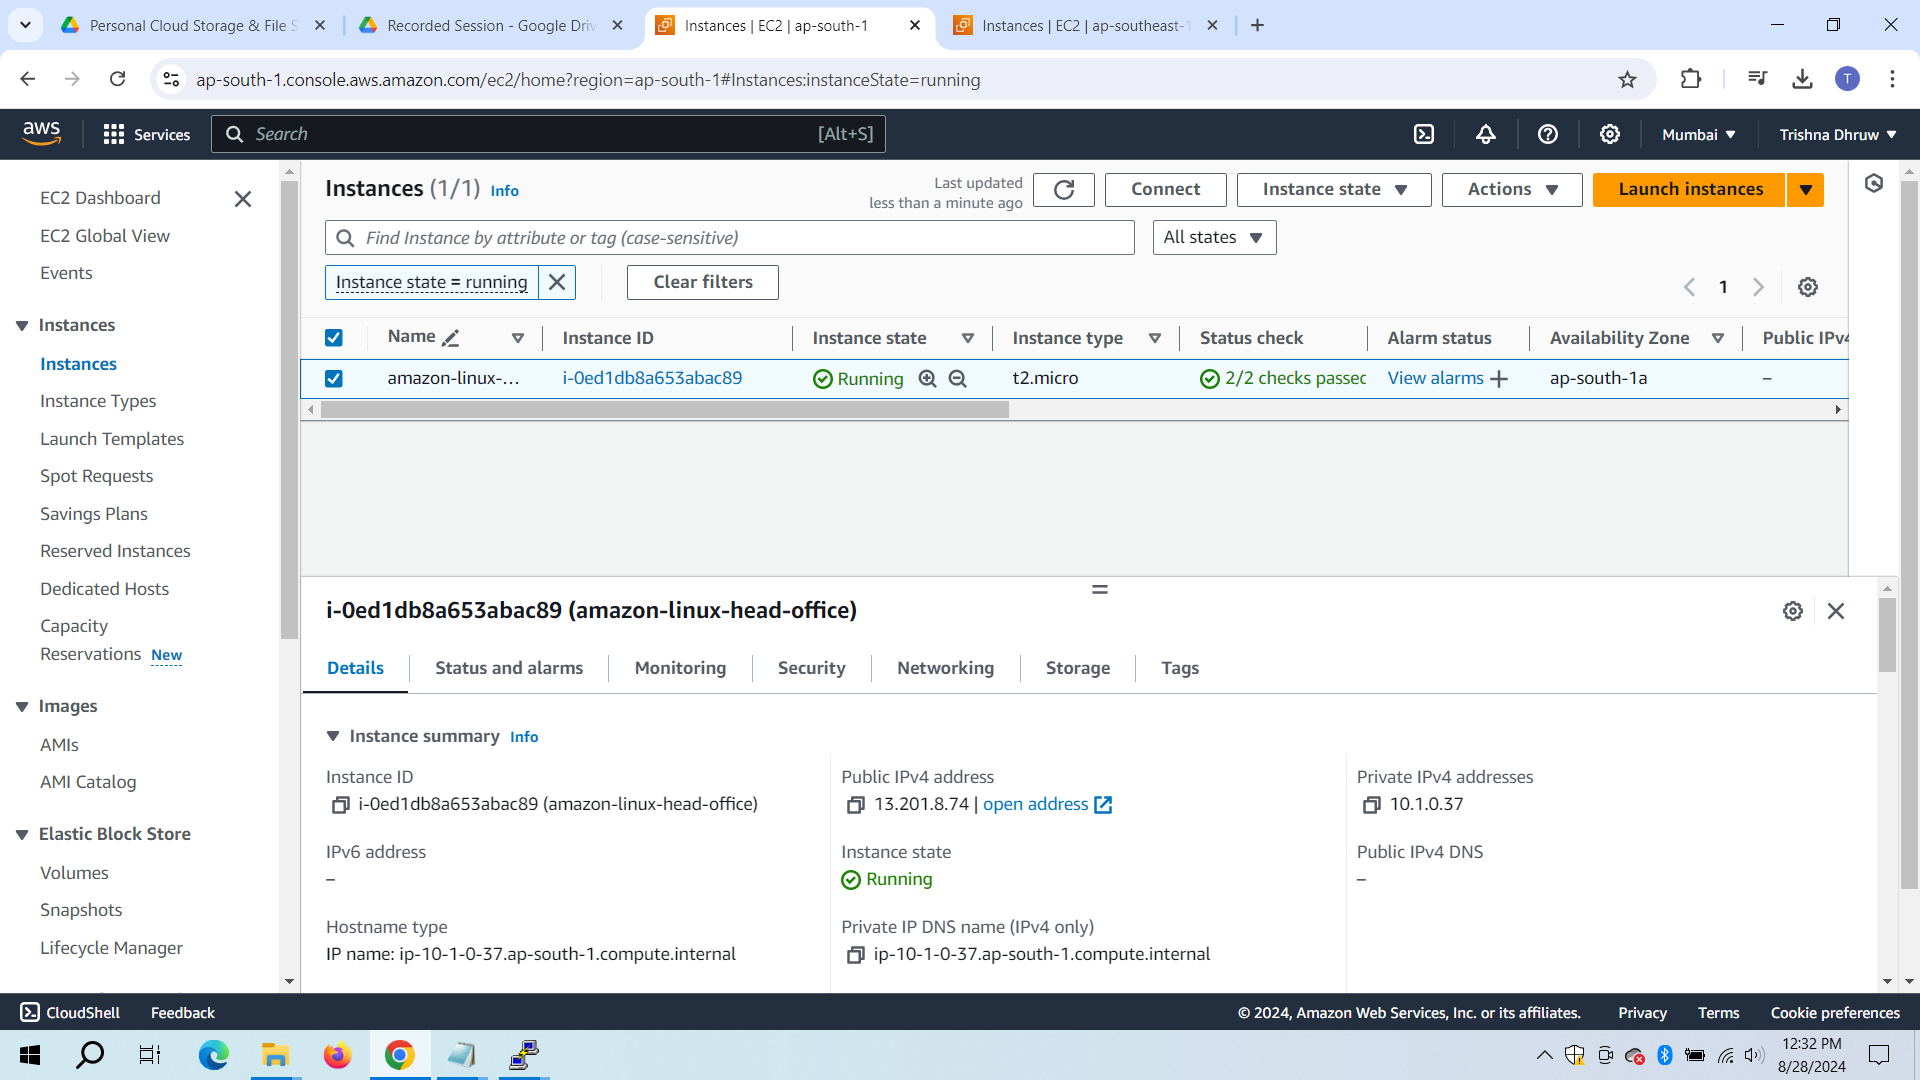 Personal Cloud Storage & File S
Recorded Session - Google Driv
Instances | EC2 | ap-south-1
Instances | EC2 | ap-southeast-1
ap-south-1.console.aws.amazon.com/ec2/home?region=ap-south-1#Instances:instanceState=running
T
aws
Services
Search
[Alt+S]
Mumbai
Trishna Dhruw
EC2 Dashboard
EC2 Global View
Events
Instances
Instances
Instance Types
Launch Templates
Spot Requests
Savings Plans
Reserved Instances
Dedicated Hosts
Capacity
Reservations New
Images
AMIs
AMI Catalog
Elastic Block Store
Volumes
Snapshots
Lifecycle Manager
Instances (1/1) Info
Last updated
less than a minute ago
Connect
Instance state
Actions
Launch instances
Find Instance by attribute or tag (case-sensitive)
All states
Instance state = running
Clear filters
1
Name
Instance ID
Instance state
Instance type
Status check
Alarm status
Availability Zone
Public IPv4
amazon-linux-...
i-0ed1db8a653abac89
Running
t2.micro
2/2 checks passed
View alarms +
ap-south-1a
–
i-0ed1db8a653abac89 (amazon-linux-head-office)
Details
Status and alarms
Monitoring
Security
Networking
Storage
Tags
Instance summary Info
Instance ID
i-0ed1db8a653abac89 (amazon-linux-head-office)
Public IPv4 address
13.201.8.74 | open address
Private IPv4 addresses
10.1.0.37
IPv6 address
–
Instance state
Running
Public IPv4 DNS
–
Hostname type
IP name: ip-10-1-0-37.ap-south-1.compute.internal
Private IP DNS name (IPv4 only)
ip-10-1-0-37.ap-south-1.compute.internal
CloudShell
Feedback
© 2024, Amazon Web Services, Inc. or its affiliates.
Privacy
Terms
Cookie preferences
12:32 PM
8/28/2024